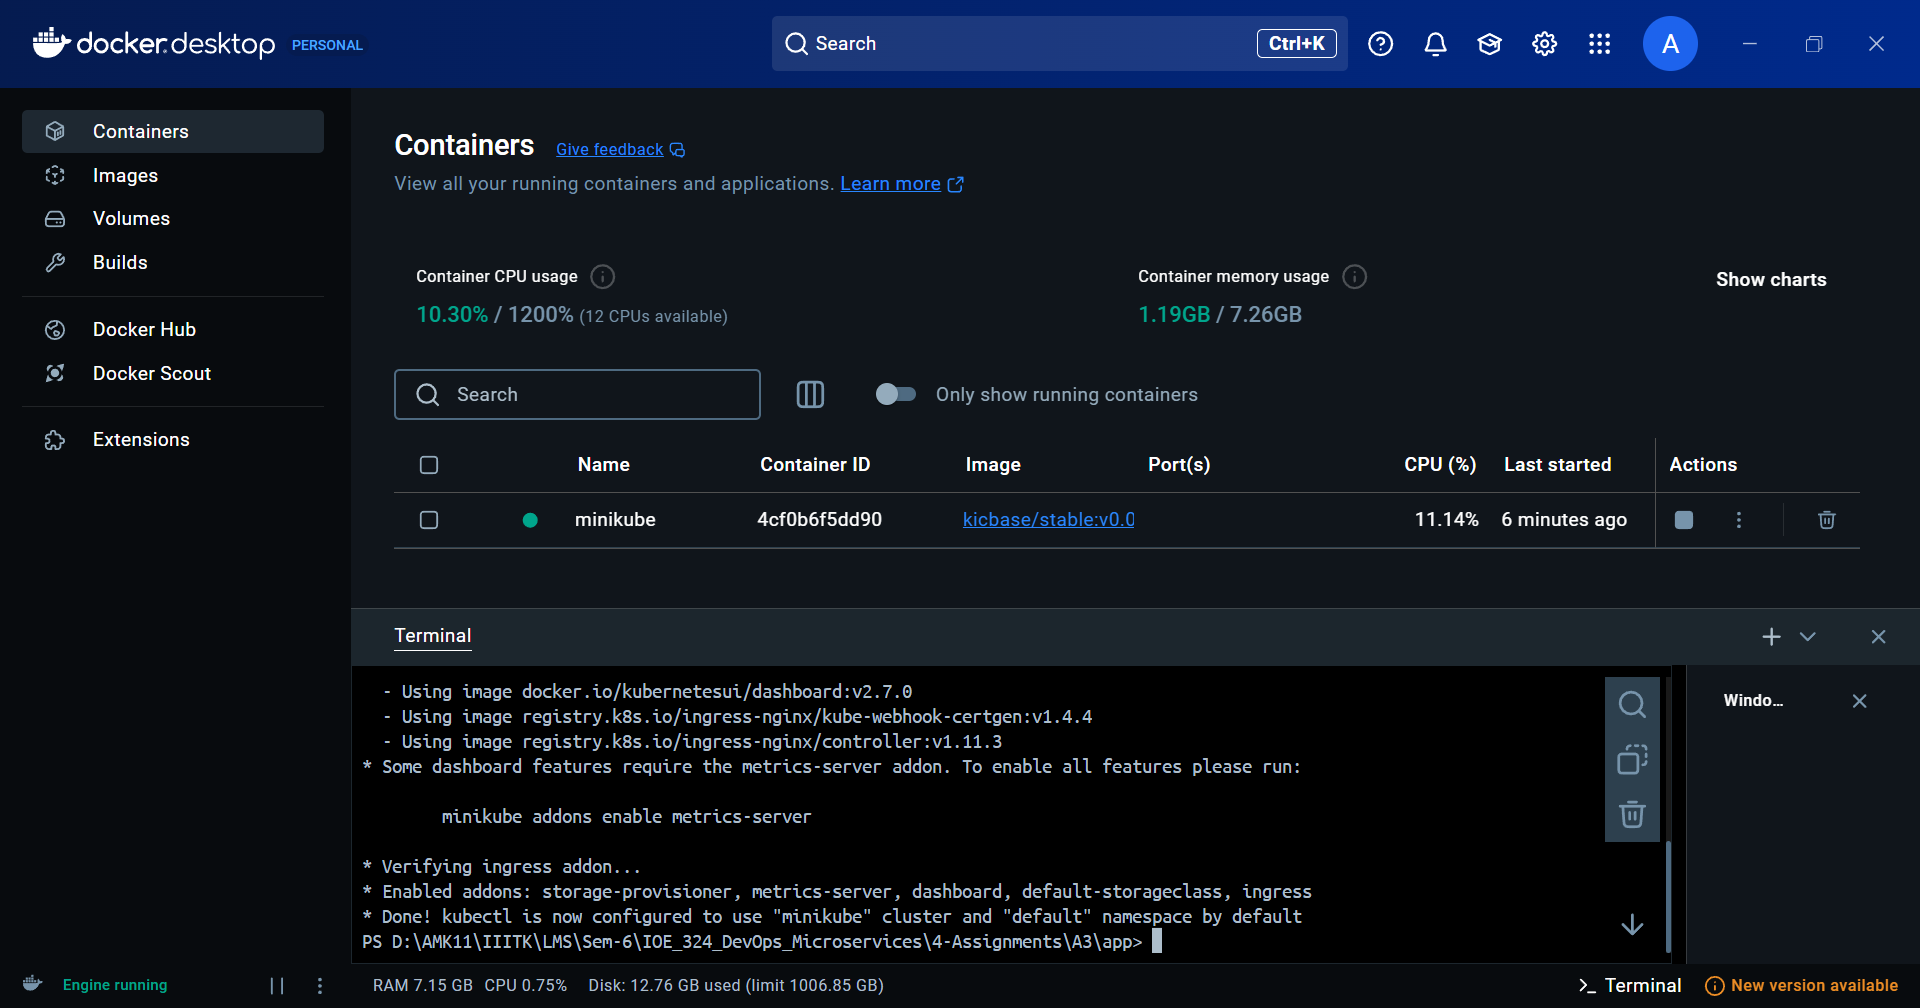 docker.desktop PERSONAL
Search
Ctrl+K
A
Containers
Images
Volumes
Builds
Docker Hub
Docker Scout
Extensions
Containers Give feedback
View all your running containers and applications. Learn more
Container CPU usage
10.30% / 1200% (12 CPUs available)
Container memory usage
1.19GB / 7.26GB
Show charts
Search
Only show running containers
Name Container ID Image Port(s) CPU (%) Last started Actions
minikube 4cf0b6f5dd90 kicbase/stable:v0.0 11.14% 6 minutes ago
Terminal
- Using image docker.io/kubernetesui/dashboard:v2.7.0
- Using image registry.k8s.io/ingress-nginx/kube-webhook-certgen:v1.4.4
- Using image registry.k8s.io/ingress-nginx/controller:v1.11.3
* Some dashboard features require the metrics-server addon. To enable all features please run:
minikube addons enable metrics-server
* Verifying ingress addon...
* Enabled addons: storage-provisioner, metrics-server, dashboard, default-storageclass, ingress
* Done! kubectl is now configured to use "minikube" cluster and "default" namespace by default
PS D:\AMK11\IIITK\LMS\Sem-6\IOE_324_DevOps_Microservices\4-Assignments\A3\app>
Windo...
Engine running
RAM 7.15 GB CPU 0.75% Disk: 12.76 GB used (limit 1006.85 GB)
Terminal
New version available